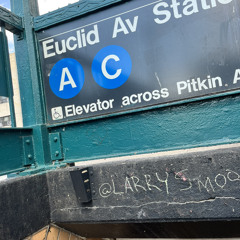 Euclid Av Statio
A C
Elevator across Pitkin A
@LARRY'SMOO